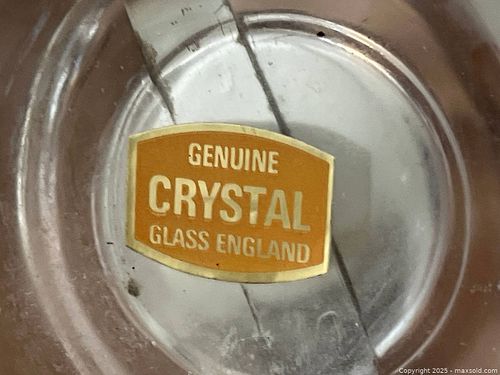 GENUINE
CRYSTAL
GLASS ENGLAND
Copyright 2025 - maxsold.com